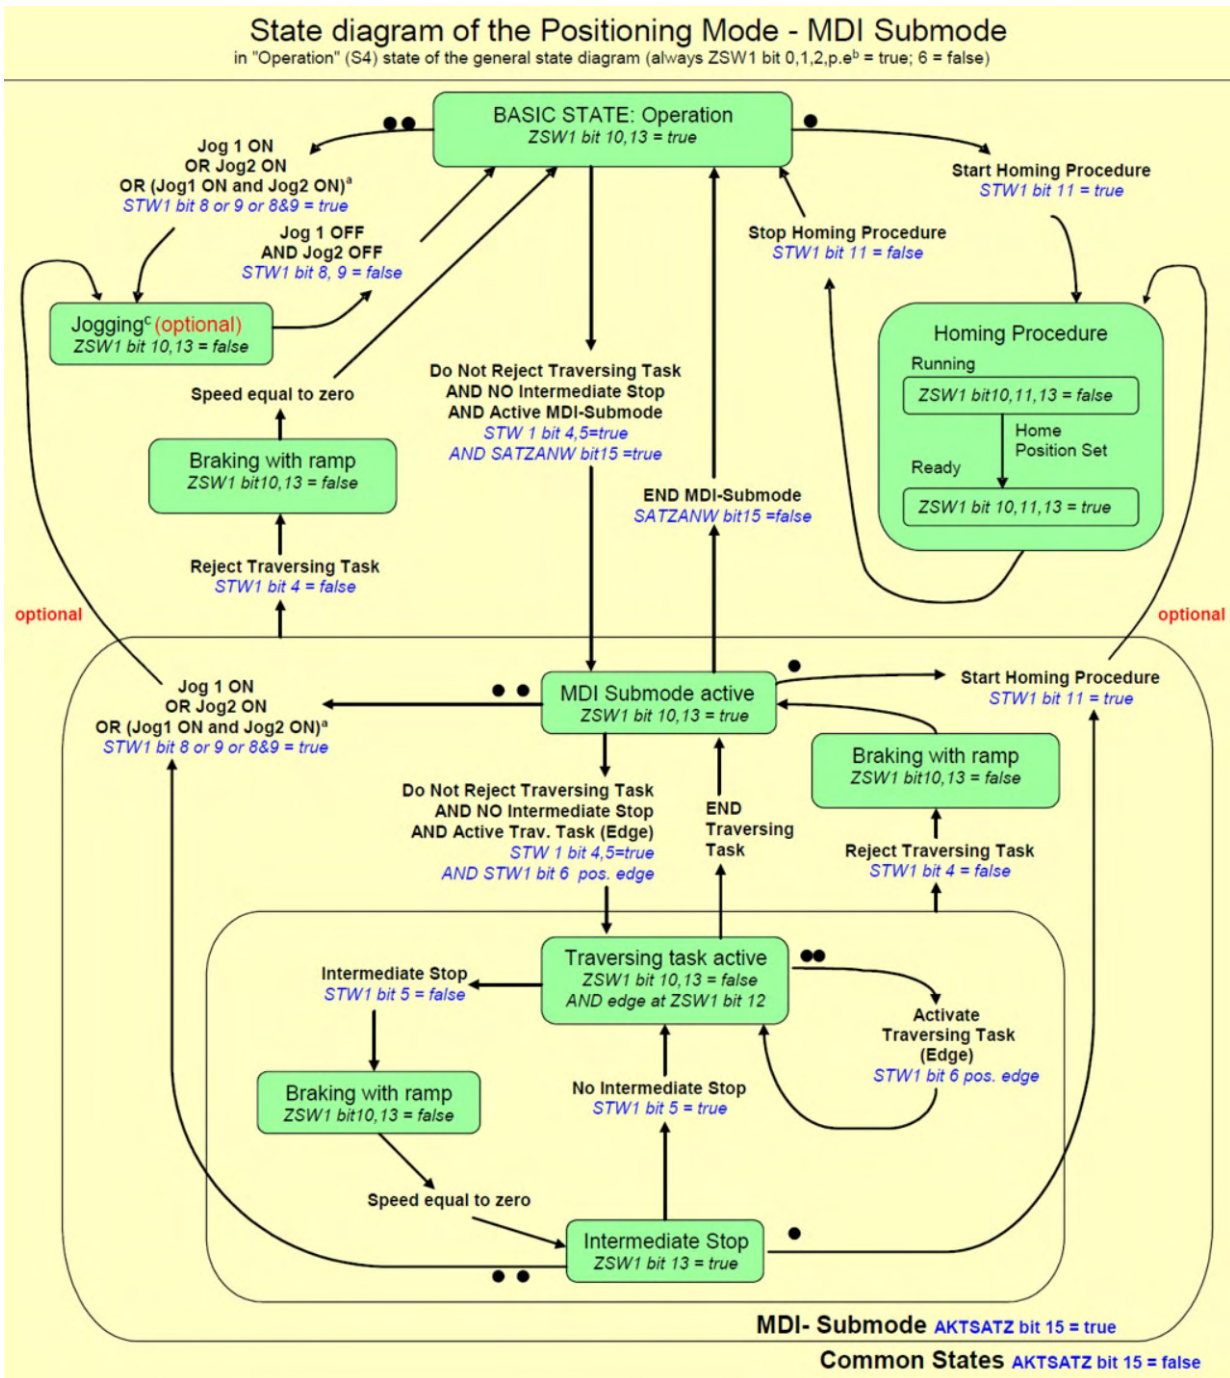 State diagram of the Positioning Mode - MDI Submode
in "Operation" (S4) state of the general state diagram (always ZSW1 bit 0,1,2,p.eᵇ = true; 6 = false)
BASIC STATE: Operation
ZSW1 bit 10,13 = true
Jog 1 ON
OR Jog2 ON
OR (Jog1 ON and Jog2 ON)ᵃ
STW1 bit 8 or 9 or 8&9 = true
Jog 1 OFF
AND Jog2 OFF
STW1 bit 8, 9 = false
Start Homing Procedure
STW1 bit 11 = true
Stop Homing Procedure
STW1 bit 11 = false
Joggingᶜ (optional)
ZSW1 bit 10,13 = false
Homing Procedure
Running
ZSW1 bit10,11,13 = false
Home
Position Set
Ready
ZSW1 bit 10,11,13 = true
Speed equal to zero
Braking with ramp
ZSW1 bit10,13 = false
Reject Traversing Task
STW1 bit 4 = false
Do Not Reject Traversing Task
AND NO Intermediate Stop
AND Active MDI-Submode
STW 1 bit 4,5=true
AND SATZANW bit15 =true
END MDI-Submode
SATZANW bit15 =false
optional
optional
MDI Submode active
ZSW1 bit 10,13 = true
Jog 1 ON
OR Jog2 ON
OR (Jog1 ON and Jog2 ON)ᵃ
STW1 bit 8 or 9 or 8&9 = true
Start Homing Procedure
STW1 bit 11 = true
Braking with ramp
ZSW1 bit10,13 = false
Do Not Reject Traversing Task
AND NO Intermediate Stop
AND Active Trav. Task (Edge)
STW 1 bit 4,5=true
AND STW1 bit 6 pos. edge
END
Traversing
Task
Reject Traversing Task
STW1 bit 4 = false
Traversing task active
ZSW1 bit 10,13 = false
AND edge at ZSW1 bit 12
Intermediate Stop
STW1 bit 5 = false
Activate
Traversing Task
(Edge)
STW1 bit 6 pos. edge
Braking with ramp
ZSW1 bit10,13 = false
No Intermediate Stop
STW1 bit 5 = true
Speed equal to zero
Intermediate Stop
ZSW1 bit 13 = true
MDI- Submode AKTSATZ bit 15 = true
Common States AKTSATZ bit 15 = false